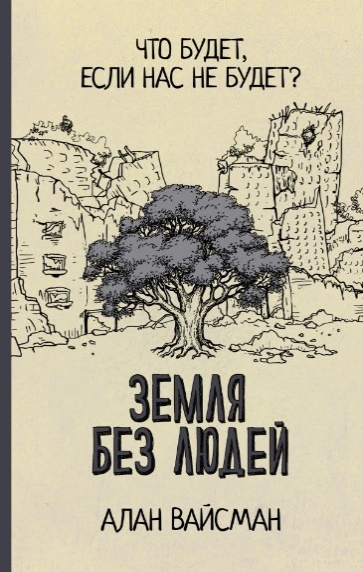 ЧТО БУДЕТ,
ЕСЛИ НАС НЕ БУДЕТ?
ЗЕМЛЯ
БЕЗ ЛЮДЕЙ
АЛАН ВАЙСМАН